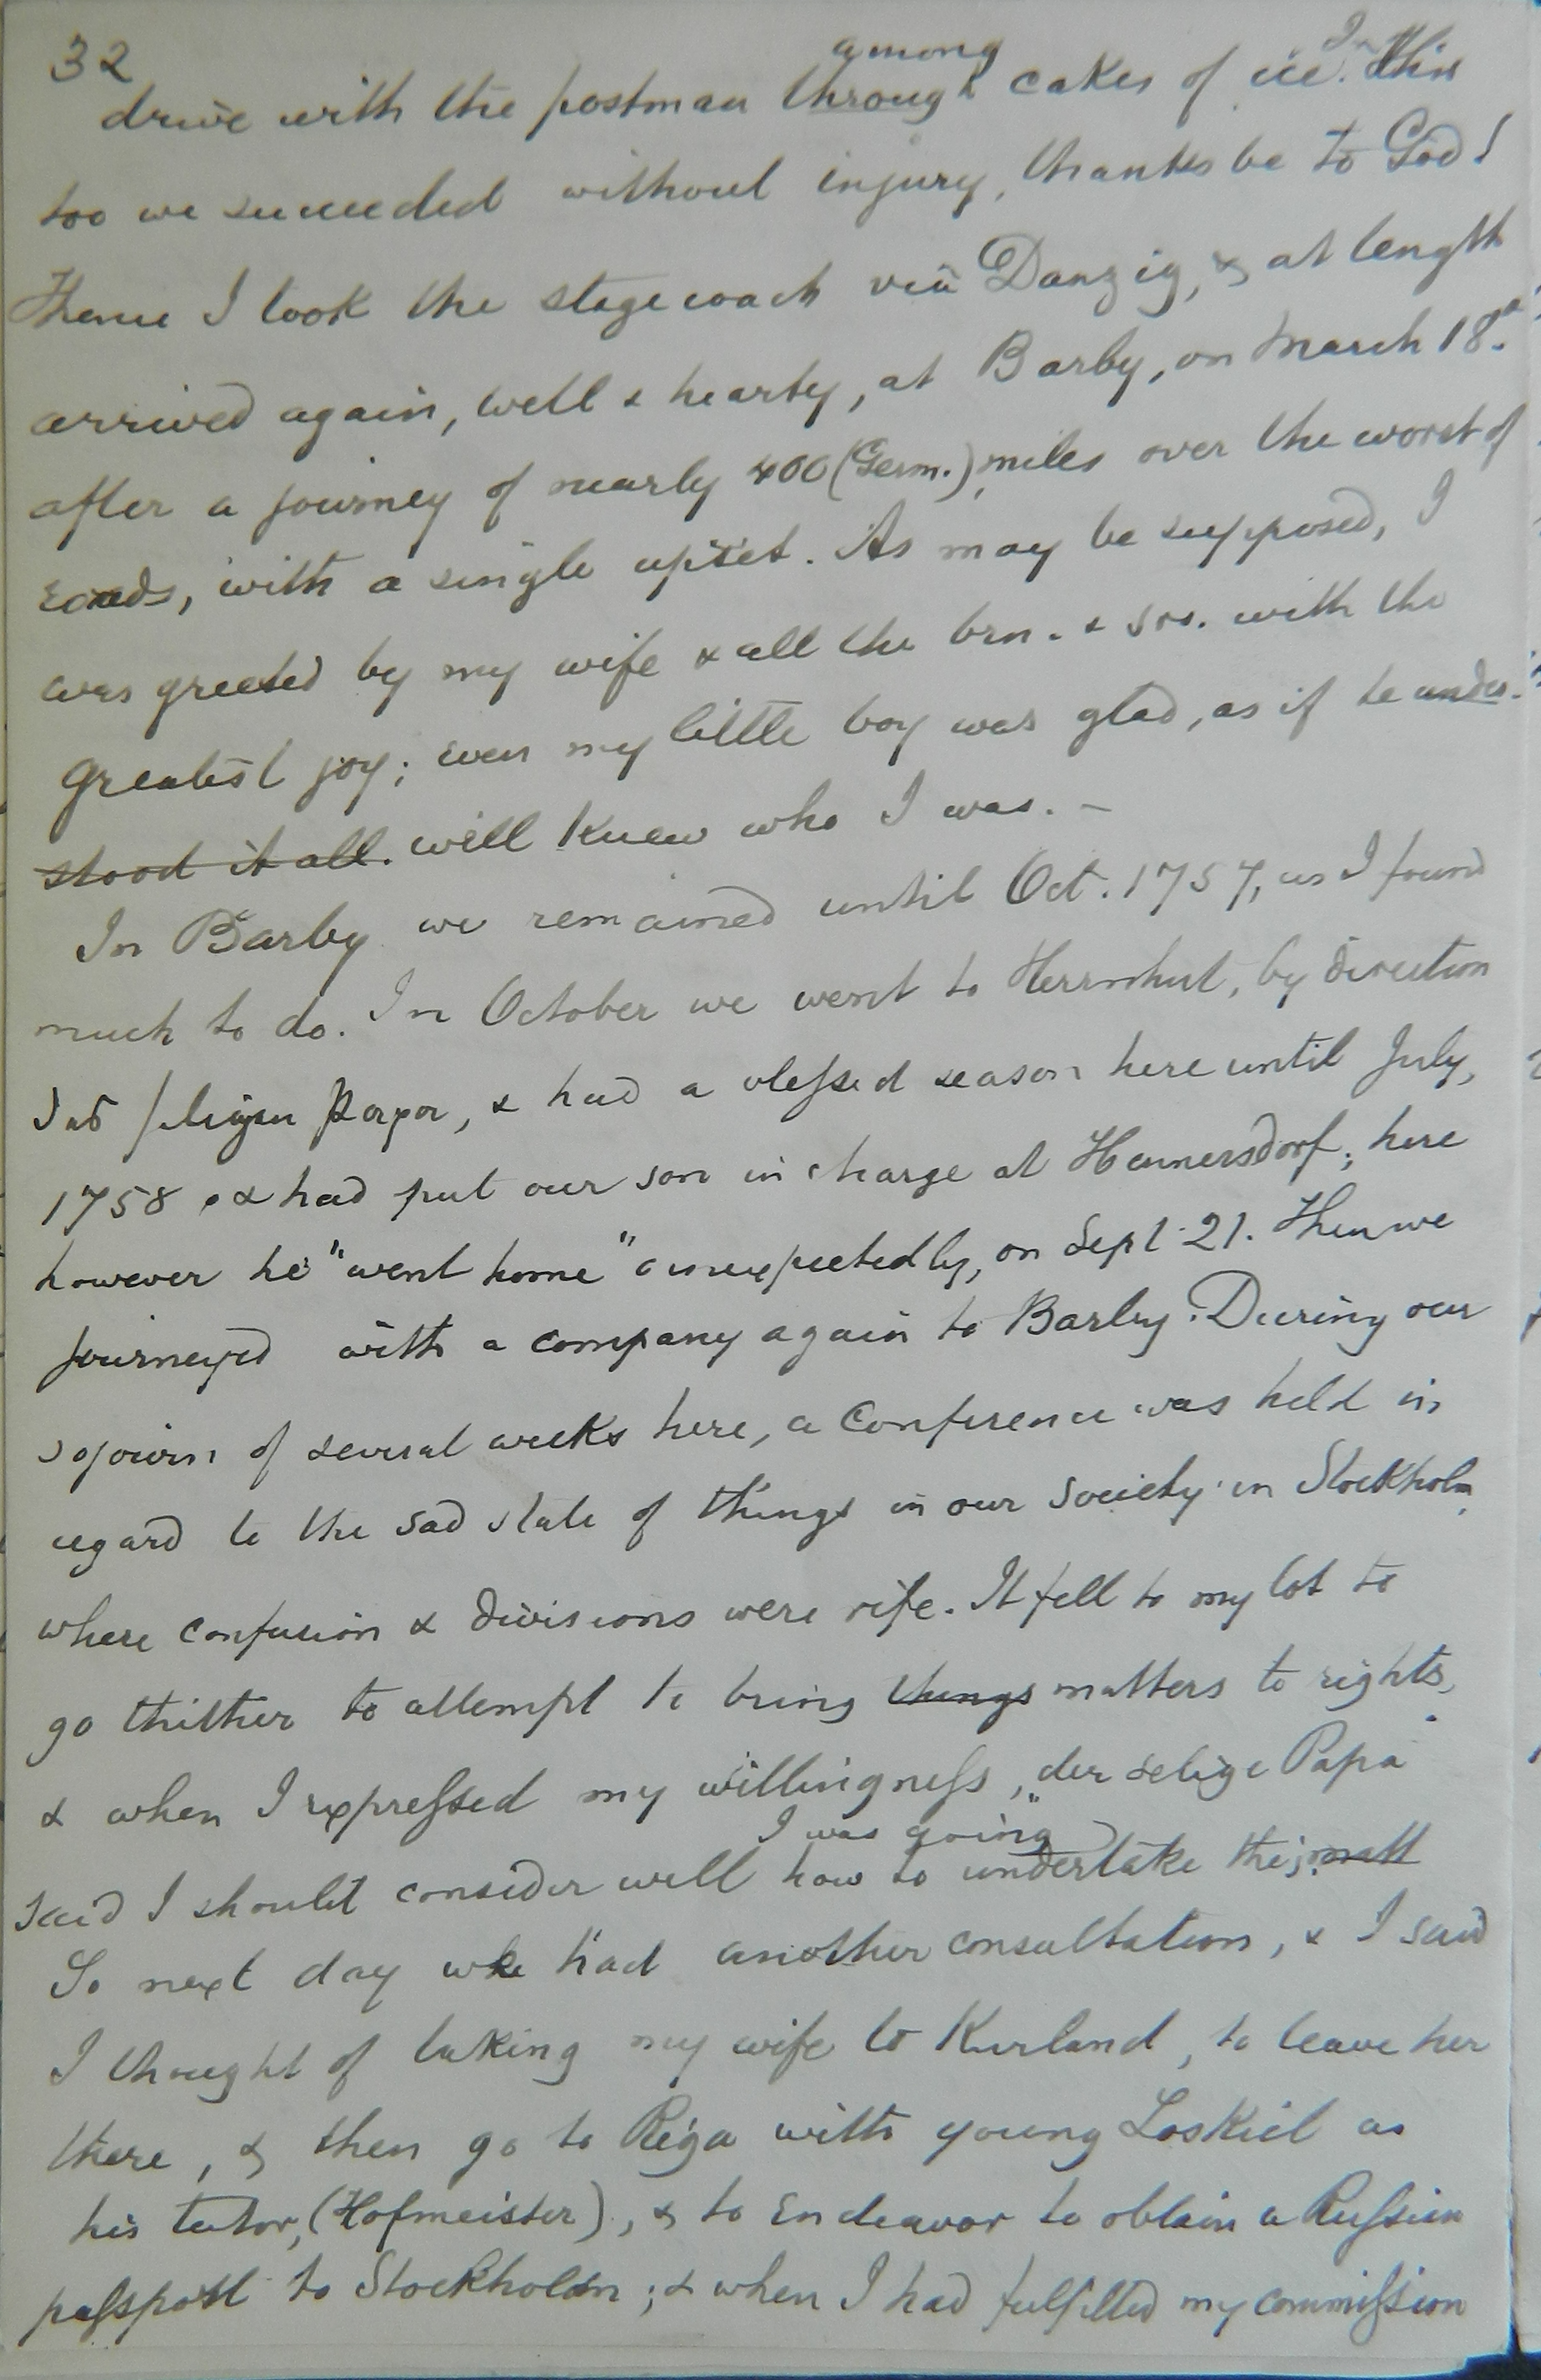 32
among
drive with the postman through cakes of ice. In this
too we succeeded without injury, thanks be to God!
Thence I took the stage coach via Danzig, & at length
arrived again, well & hearty, at Barby, on March 18.
after a journey of nearly 400 (Germ.) miles over the worst of
roads, with a single upset. As may be supposed, I
was greeted by my wife & all the brn. & srs. with the
greatest joy; even my little boy was glad, as if he under-
stood it all. well knew who I was. –
In Barby we remained until Oct. 1757, as I found
much to do. In October we went to Herrnhut, by direction
des seligen Papa, & had a blessed season here until July,
1758, & had put our son in charge at Hennersdorf; here
however he "went home" unexpectedly, on Sept. 21. Then we
journeyed with a company again to Barby. During our
sojourn of several weeks here, a Conference was held in
regard to the sad state of things in our Society in Stockholm,
where confusion & divisions were rife. It fell to my lot to
go thither to attempt to bring things matters to rights,
& when I expressed my willingness, „der selige Papa"
I was going
said I should consider well how to undertake this. matt
So next day we had another consultation, & I said
I thought of taking my wife to Kurland, to leave her
there, & then go to Riga with young Loskiel as
his tutor, (Hofmeister), & to endeavor to obtain a Russian
passport to Stockholm; & when I had fulfilled my commission